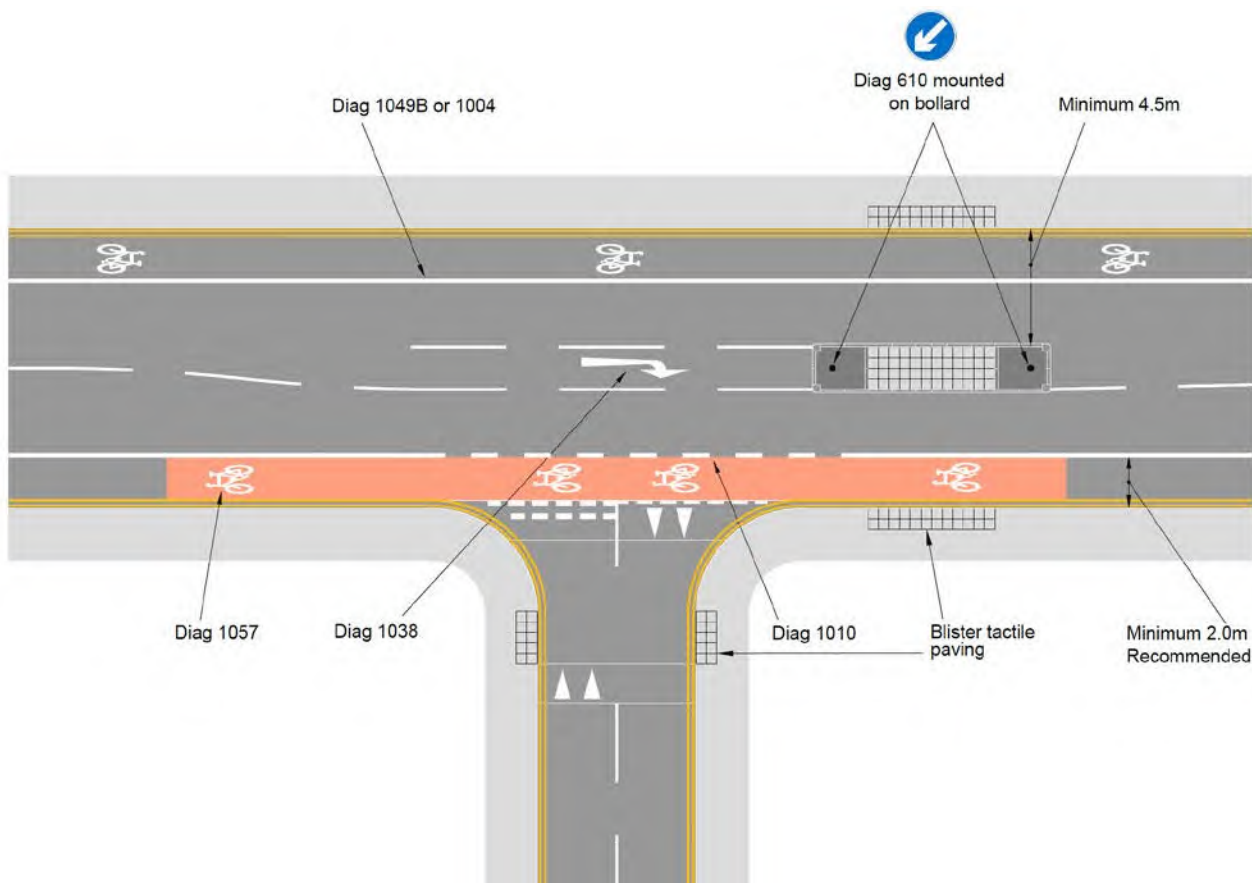 Diag 610 mounted
on bollard
Diag 1049B or 1004
Minimum 4.5m
Diag 1057
Diag 1038
Diag 1010
Blister tactile
paving
Minimum 2.0m
Recommended